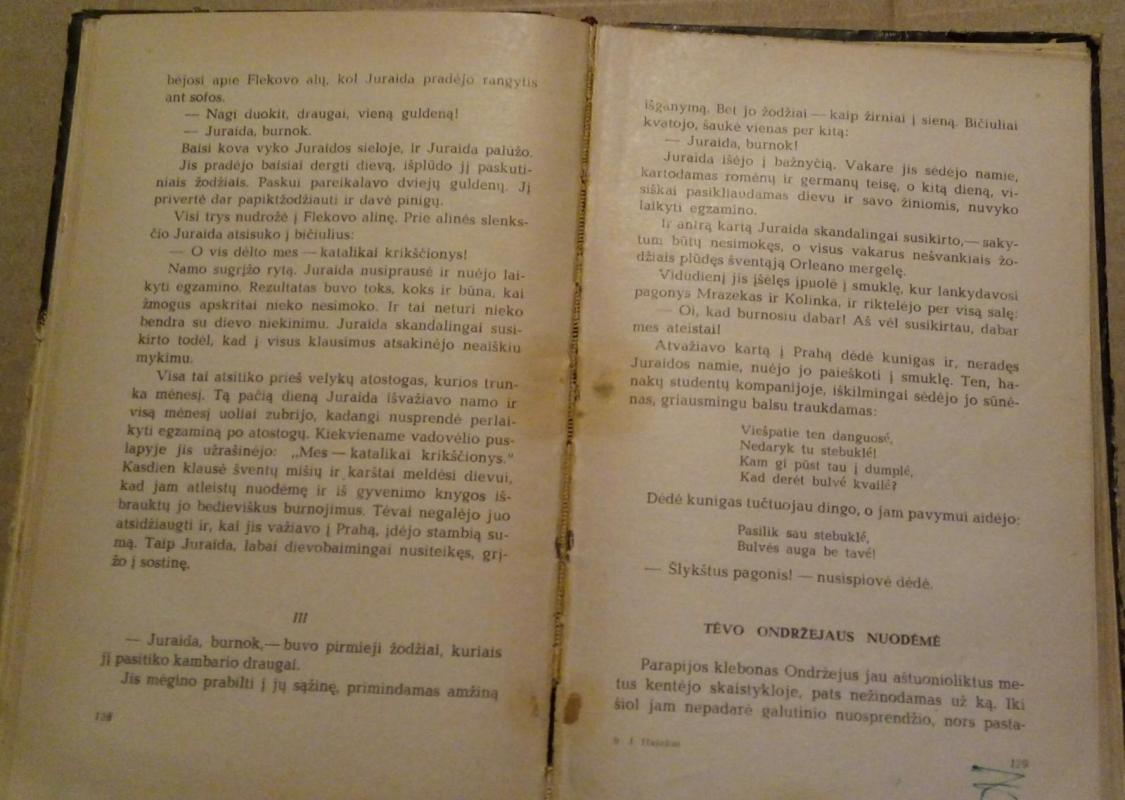 bėjosi apie Flekovo alų, kol Juraida pradėjo rangytis
ant sofos.
— Nagi duokit, draugai, vieną guldeną!
— Juraida, burnok.
Baisi kova vyko Juraidos sieloje, ir Juraida palūžo.
Jis pradėjo baisiai dergti dievą, išplūdo jį paskuti-
niais žodžiais. Paskui pareikalavo dviejų guldenų. Jį
privertė dar papiktžodžiauti ir davė pinigų.
Visi trys nudrožė į Flekovo alinę. Prie alinės slenks-
čio Juraida atsisuko į bičiulius:
— O vis dėlto mes — katalikai krikščionys!
Namo sugrįžo rytą. Juraida nusiprausė ir nuėjo lai-
kyti egzamino. Rezultatas buvo toks, koks ir būna, kai
žmogus apskritai nieko nesimoko. Ir tai neturi nieko
bendra su dievo niekinimu. Juraida skandalingai susi-
kirto todėl, kad į visus klausimus atsakinėjo neaiškiu
mykimu.
Visa tai atsitiko prieš velykų atostogas, kurios trun-
ka mėnesį. Tą pačią dieną Juraida išvažiavo namo ir
visą mėnesį uoliai zubrijo, kadangi nusprendė perlai-
kyti egzaminą po atostogų. Kiekviename vadovėlio pus-
lapyje jis užrašinėjo: „Mes — katalikai krikščionys."
Kasdien klausė šventų mišių ir karštai meldėsi dievui,
kad jam atleistų nuodėmę ir iš gyvenimo knygos iš-
brauktų jo bedieviškus burnojimus. Tėvai negalėjo juo
atsidžiaugti ir, kai jis važiavo į Prahą, įdėjo stambią su-
mą. Taip Juraida, labai dievobaimingai nusiteikęs, grį-
žo į sostinę.
III
— Juraida, burnok,— buvo pirmieji žodžiai, kuriais
jį pasitiko kambario draugai.
Jis mėgino prabilti į jų sąžinę, primindamas amžiną
128
išganymą. Bet jo žodžiai — kaip žirniai į sieną. Bičiuliai
kvatojo, šaukė vienas per kitą:
— Juraida, burnok!
Juraida išėjo į bažnyčią. Vakare jis sėdėjo namie,
kartodamas romėnų ir germanų teisę, o kitą dieną, vi-
siškai pasikliaudamas dievu ir savo žiniomis, nuvyko
laikyti egzamino.
Ir antrą kartą Juraida skandalingai susikirto,— saky-
tum būtų nesimokęs, o visus vakarus nešvankiais žo-
džiais plūdęs šventąją Orleano mergelę.
Vidudienį jis įšėlęs įpuolė į smuklę, kur lankydavosi
pagonys Mrazekas ir Kolinka, ir riktelėjo per visą salę:
— Oi, kad burnosiu dabar! Aš vėl susikirtau, dabar
mes ateistai!
Atvažiavo kartą į Prahą dėdė kunigas ir, neradęs
Juraidos namie, nuėjo jo paieškoti į smuklę. Ten, ha-
nakų studentų kompanijoje, iškilmingai sėdėjo jo sūnė-
nas, griausmingu balsu traukdamas:
Viešpatie ten danguosé,
Nedaryk tu stebuklé!
Kam gi pūst tau į dumplé,
Kad derėt bulvé kvailé?
Dėdė kunigas tučtuojau dingo, o jam pavymui aidėjo:
Pasilik sau stebuklé,
Bulvės auga be tavé!
— Šlykštus pagonis! — nusispiovė dėdė.
TĖVO ONDRŽEJAUS NUODĖMĖ
Parapijos klebonas Ondržejus jau aštuonioliktus me-
tus kentėjo skaistykloje, pats nežinodamas už ką. Iki
šiol jam nepadarė galutinio nuosprendžio, nors pasta-
J. Hašekas
129